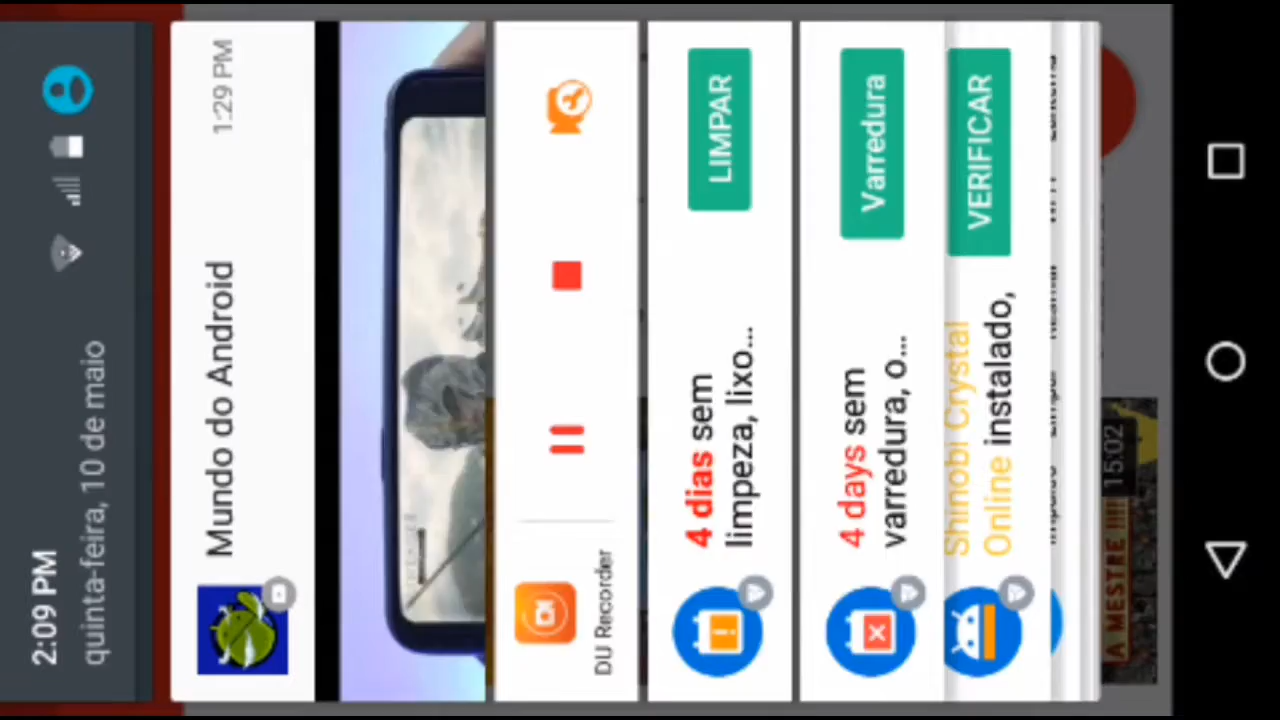 2:09 PM
quinta-feira, 10 de maio
Mundo do Android
1:29 PM
DU Recorder
4 dias sem
limpeza, lixo...
LIMPAR
4 days sem
varredura, o...
Varredura
Shinobi Crystal
Online instalado,
VERIFICAR
A MESTRE !!!!
15:02